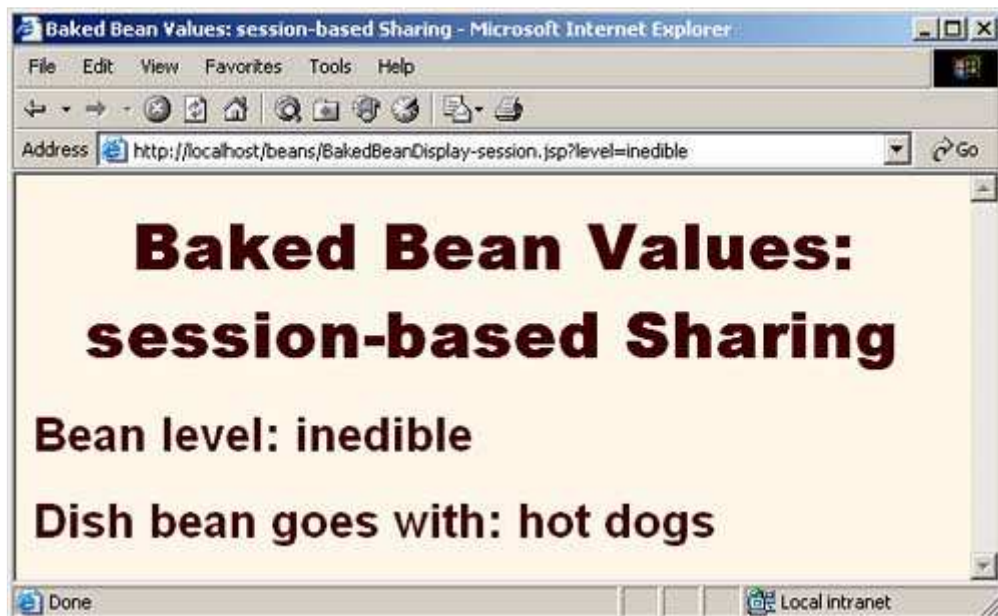 Baked Bean Values: session-based Sharing - Microsoft Internet Explorer
File Edit View Favorites Tools Help
Address http://localhost/beans/BakedBeanDisplay-session.jsp?level=inedible Go
Baked Bean Values:
session-based Sharing
Bean level: inedible
Dish bean goes with: hot dogs
Done Local intranet